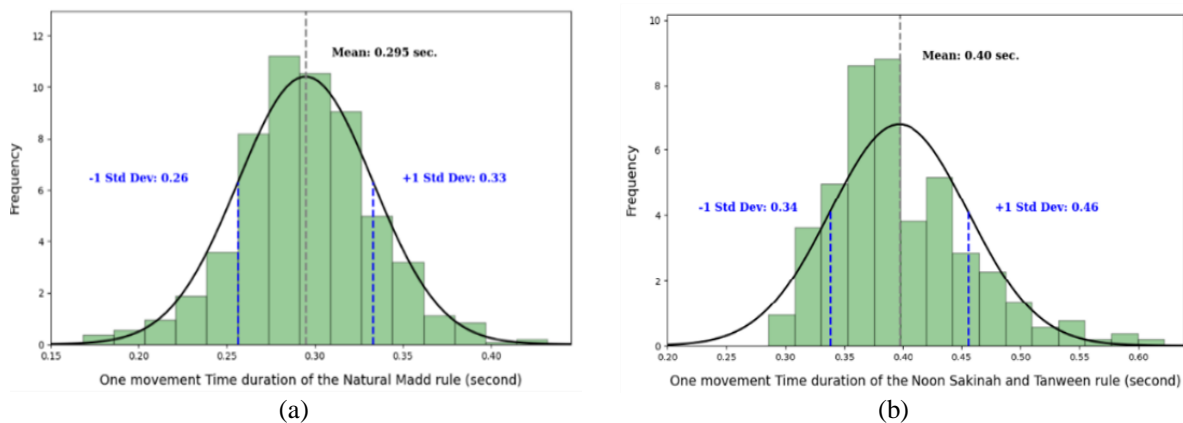 12
10
8
6
4
2
0
Frequency
Mean: 0.295 sec.
-1 Std Dev: 0.26
+1 Std Dev: 0.33
0.15 0.20 0.25 0.30 0.35 0.40
One movement Time duration of the Natural Madd rule (second)
(a)
10
8
6
4
2
0
Frequency
Mean: 0.40 sec.
-1 Std Dev: 0.34
+1 Std Dev: 0.46
0.20 0.25 0.30 0.35 0.40 0.45 0.50 0.55 0.60
One movement Time duration of the Noon Sakinah and Tanween rule (second)
(b)